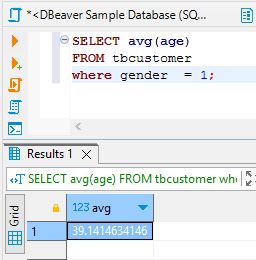 *<DBeaver Sample Database (SQ...
SELECT avg(age)
FROM tbcustomer
where gender = 1;
Results 1
SELECT avg(age) FROM tbcustomer whe
Grid
123 avg
1
39.1414634146